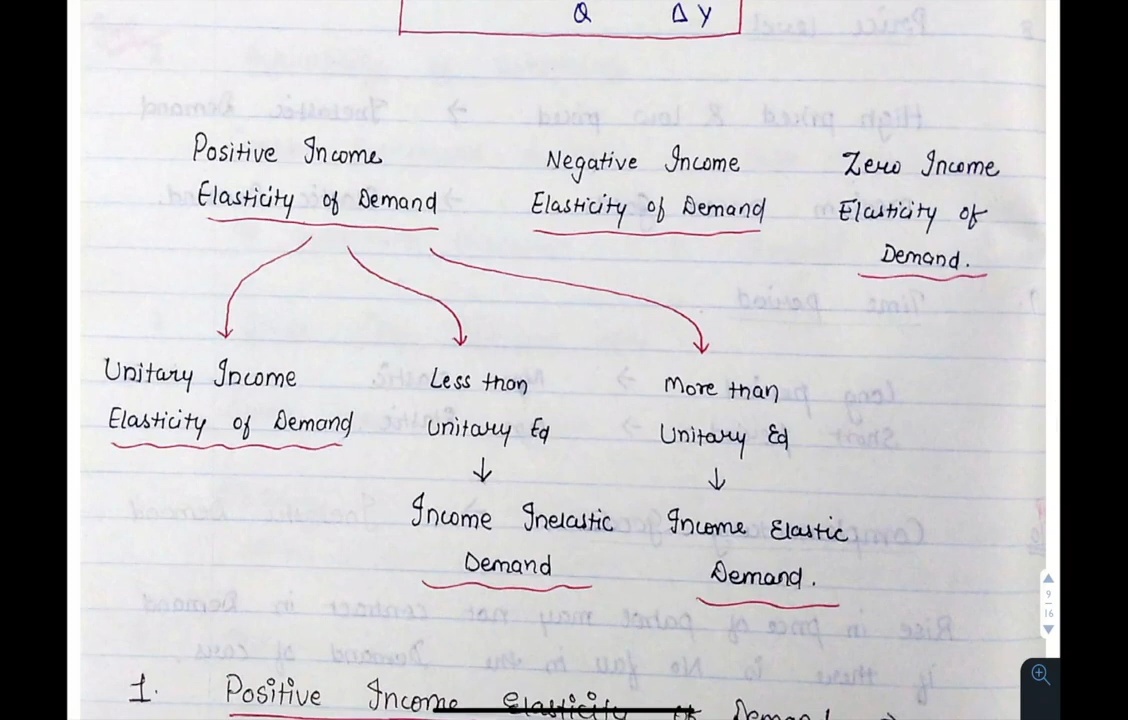 Q ΔY
Positive Income
Elasticity of Demand
Negative Income
Elasticity of Demand
Zero Income
Elasticity of
Demand.
Unitary Income
Elasticity of Demand
Less than
Unitary Ed
↓
Income Inelastic
Demand
More than
Unitary Ed
↓
Income Elastic
Demand.
1. Positive Income Elasticity of Demand
9
16